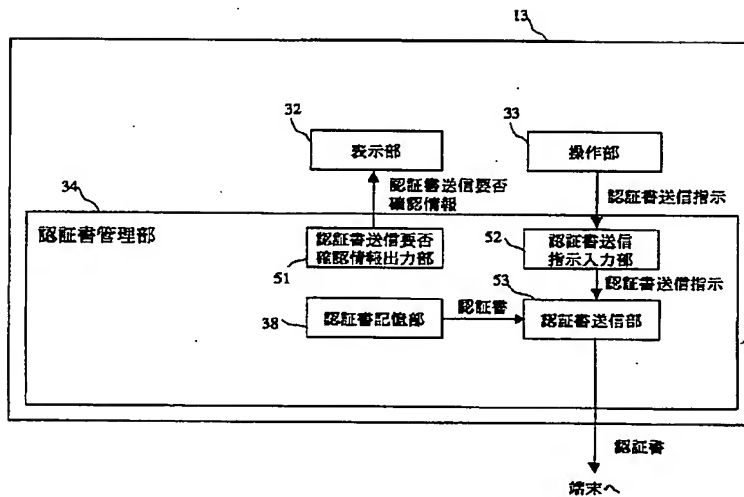 13
32
表示部
33
操作部
34
認証書送信要否
確認情報
認証書送信指示
認証書管理部
認証書送信要否
確認情報出力部
51
52
認証書送信
指示入力部
53
認証書送信指示
38
認証書記憶部
認証書
認証書送信部
認証書
端末へ